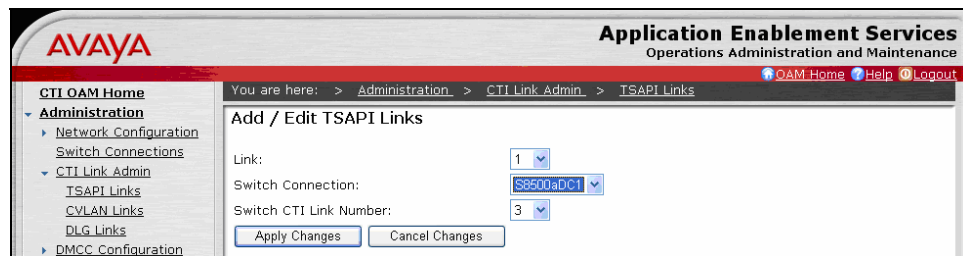 AVAYA
Application Enablement Services
Operations Administration and Maintenance
OAM Home Help Logout
CTI OAM Home
You are here: > Administration > CTI Link Admin > TSAPI Links
Administration
Network Configuration
Switch Connections
CTI Link Admin
TSAPI Links
CVLAN Links
DLG Links
DMCC Configuration
Add / Edit TSAPI Links
Link: 1
Switch Connection: S8500aDC1
Switch CTI Link Number: 3
Apply Changes Cancel Changes